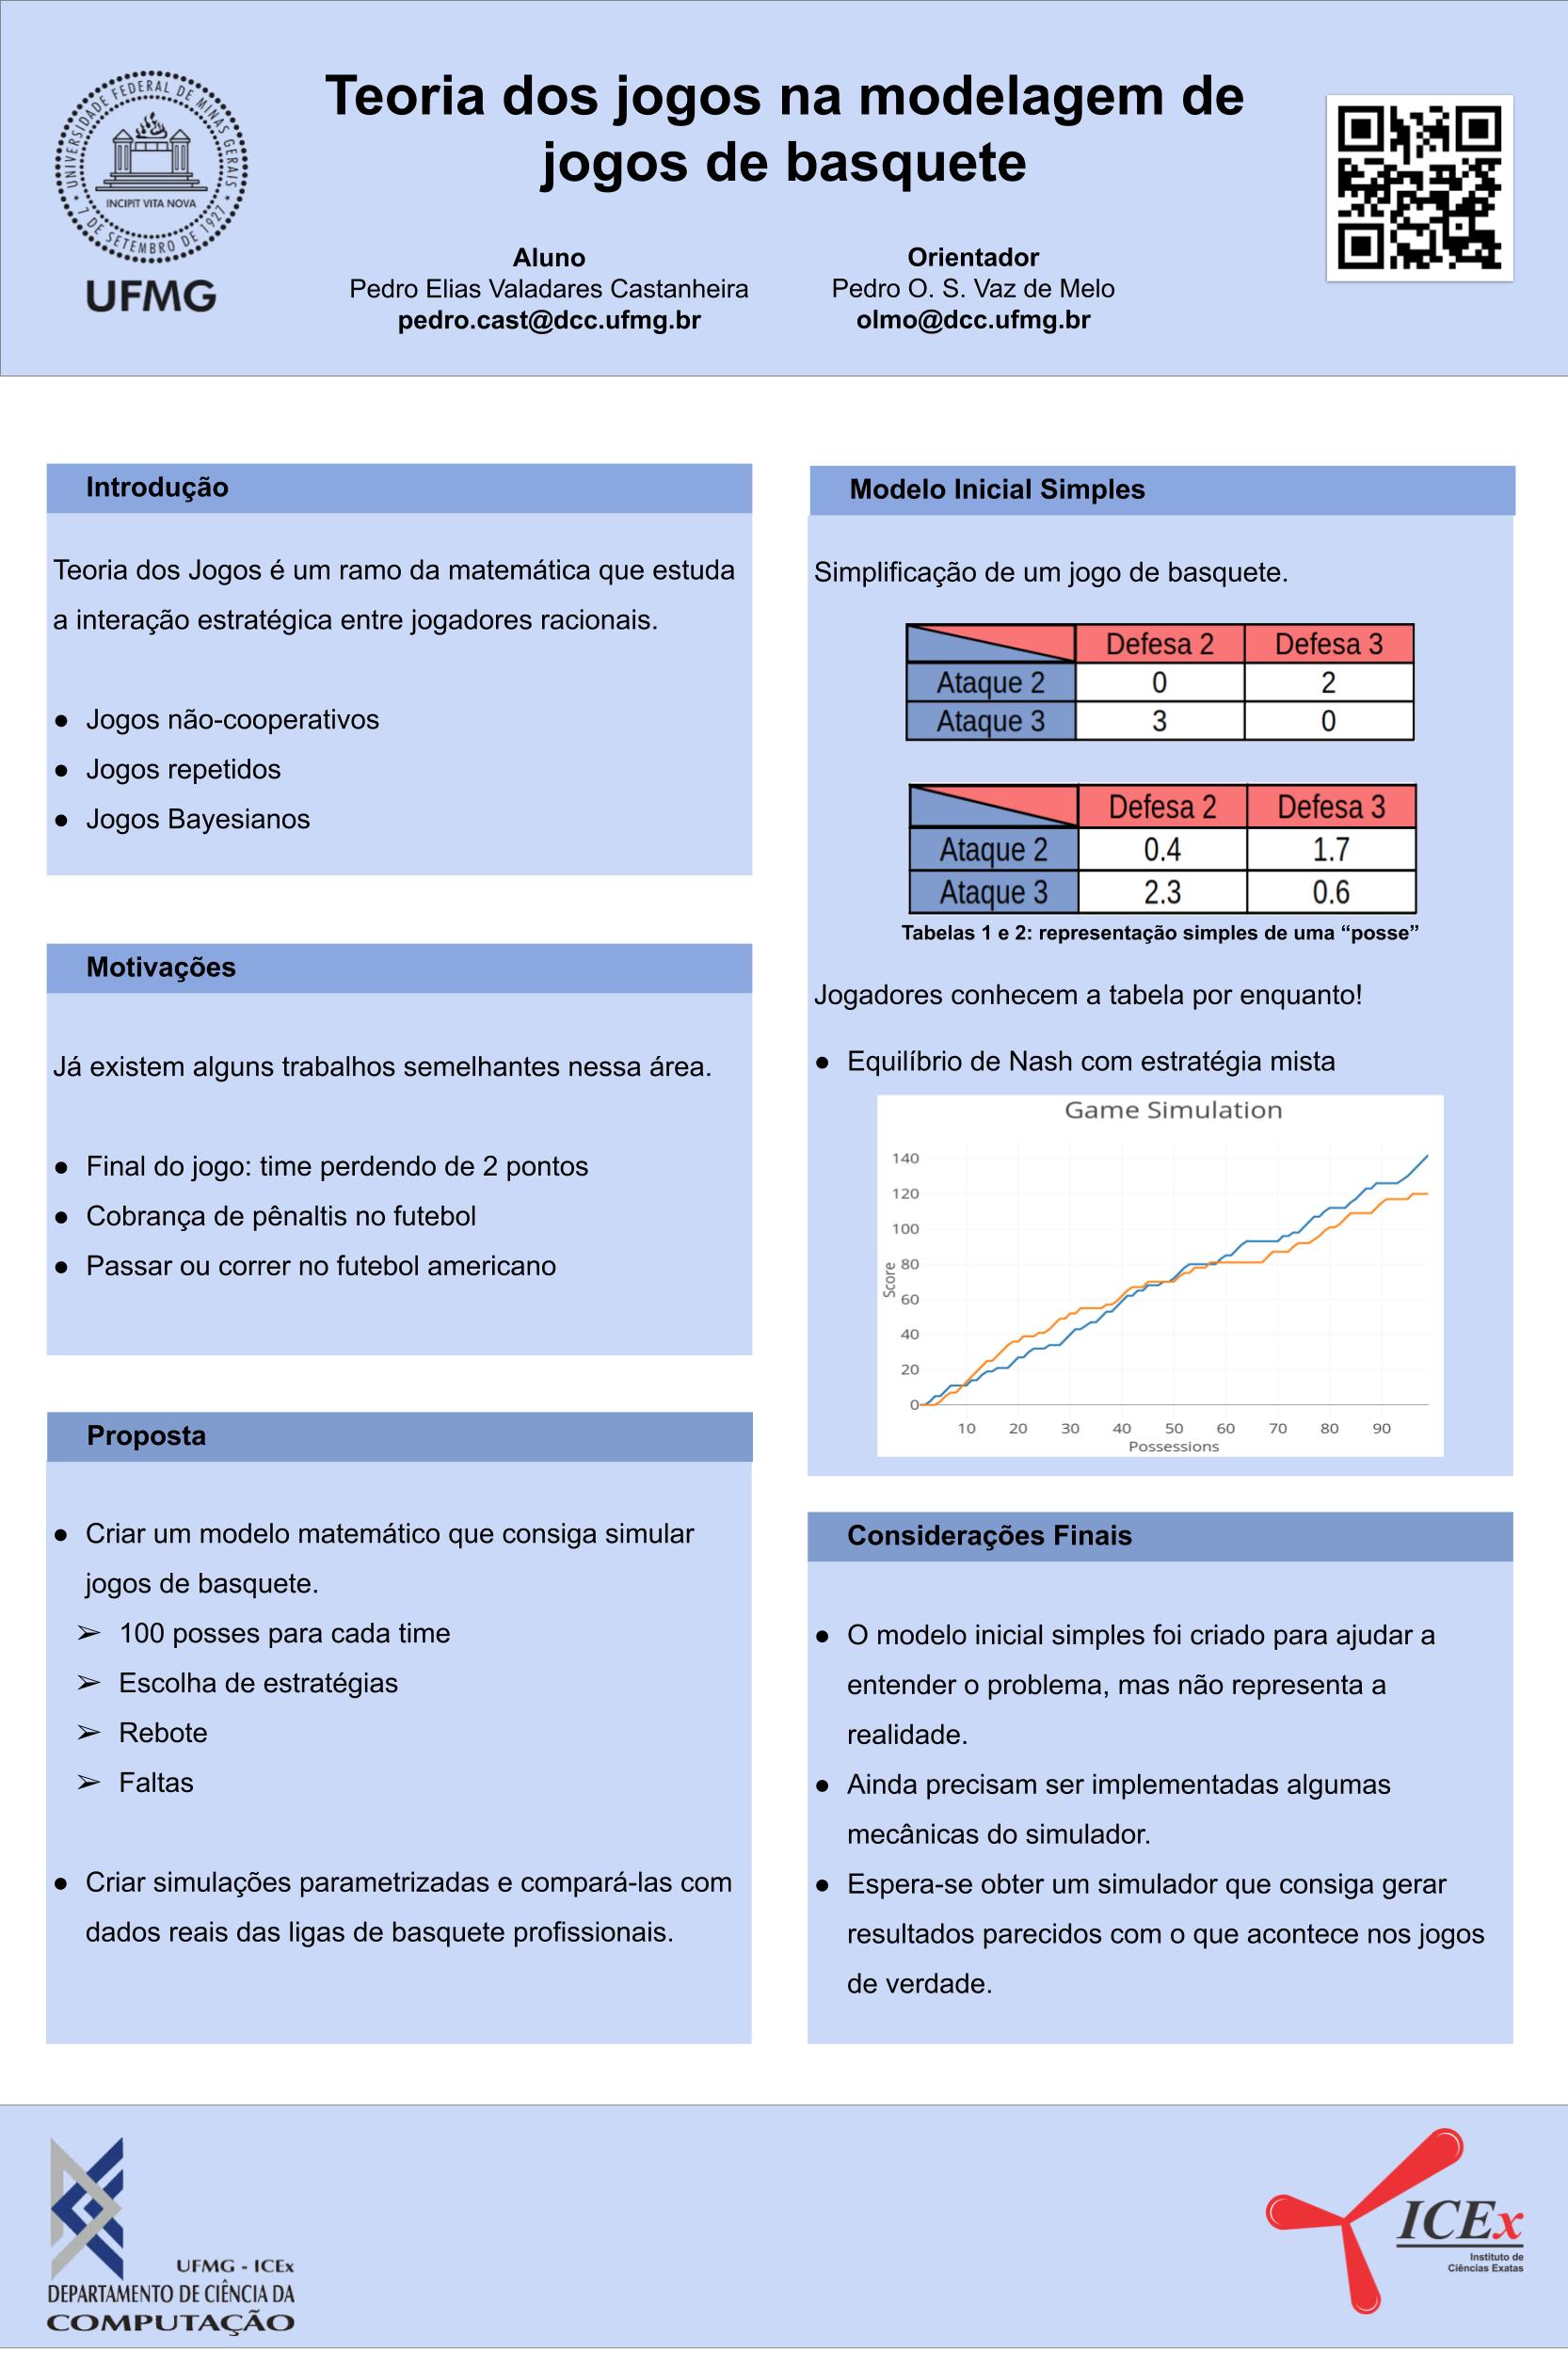 UNIVERSIDADE FEDERAL DE MINAS GERAIS
INCIPIT VITA NOVA
7 DE SETEMBRO DE 1927
UFMG
Teoria dos jogos na modelagem de
jogos de basquete
Aluno
Pedro Elias Valadares Castanheira
pedro.cast@dcc.ufmg.br
Orientador
Pedro O. S. Vaz de Melo
olmo@dcc.ufmg.br
Introdução
Teoria dos Jogos é um ramo da matemática que estuda
a interação estratégica entre jogadores racionais.
● Jogos não-cooperativos
● Jogos repetidos
● Jogos Bayesianos
Motivações
Já existem alguns trabalhos semelhantes nessa área.
● Final do jogo: time perdendo de 2 pontos
● Cobrança de pênaltis no futebol
● Passar ou correr no futebol americano
Proposta
● Criar um modelo matemático que consiga simular
jogos de basquete.
➢ 100 posses para cada time
➢ Escolha de estratégias
➢ Rebote
➢ Faltas
● Criar simulações parametrizadas e compará-las com
dados reais das ligas de basquete profissionais.
Modelo Inicial Simples
Simplificação de um jogo de basquete.
Defesa 2 Defesa 3
Ataque 2 0 2
Ataque 3 3 0
Defesa 2 Defesa 3
Ataque 2 0.4 1.7
Ataque 3 2.3 0.6
Tabelas 1 e 2: representação simples de uma “posse”
Jogadores conhecem a tabela por enquanto!
● Equilíbrio de Nash com estratégia mista
Game Simulation
140
120
100
80
60
40
20
0
Score
10 20 30 40 50 60 70 80 90
Possessions
Considerações Finais
● O modelo inicial simples foi criado para ajudar a
entender o problema, mas não representa a
realidade.
● Ainda precisam ser implementadas algumas
mecânicas do simulador.
● Espera-se obter um simulador que consiga gerar
resultados parecidos com o que acontece nos jogos
de verdade.
UFMG - ICEx
DEPARTAMENTO DE CIÊNCIA DA
COMPUTAÇÃO
ICEx
Instituto de
Ciências Exatas